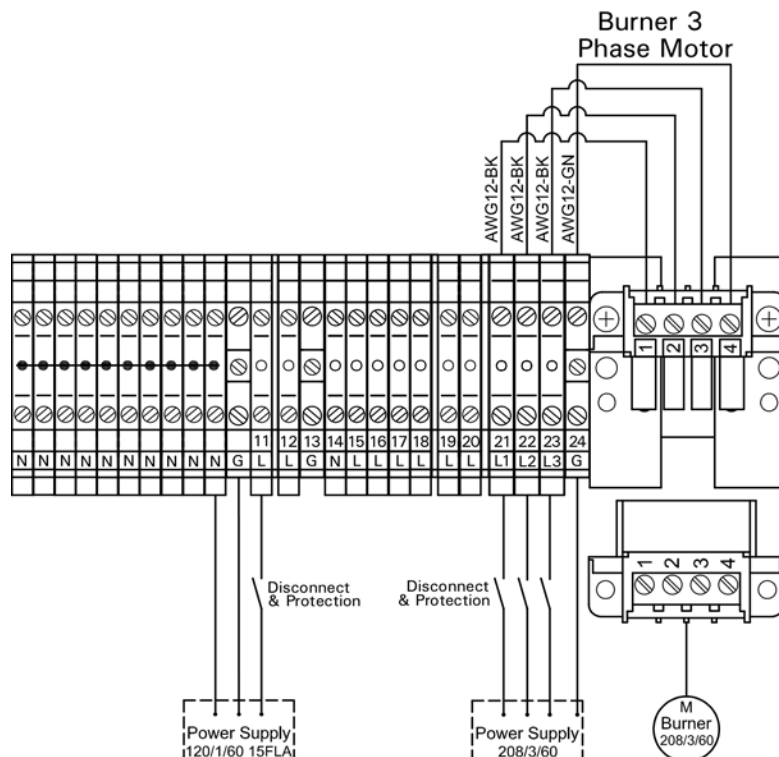 Burner 3
Phase Motor
AWG12-BK
AWG12-BK
AWG12-BK
AWG12-GN
1 2 3 4
11 12 13 14 15 16 17 18 19 20 21 22 23 24
N N N N N N N N N N G L L G N L L L L L L L1 L2 L3 G
1 2 3 4
Disconnect
& Protection
Disconnect
& Protection
Power Supply
120/1/60 15FLA
Power Supply
208/3/60
M
Burner
208/3/60